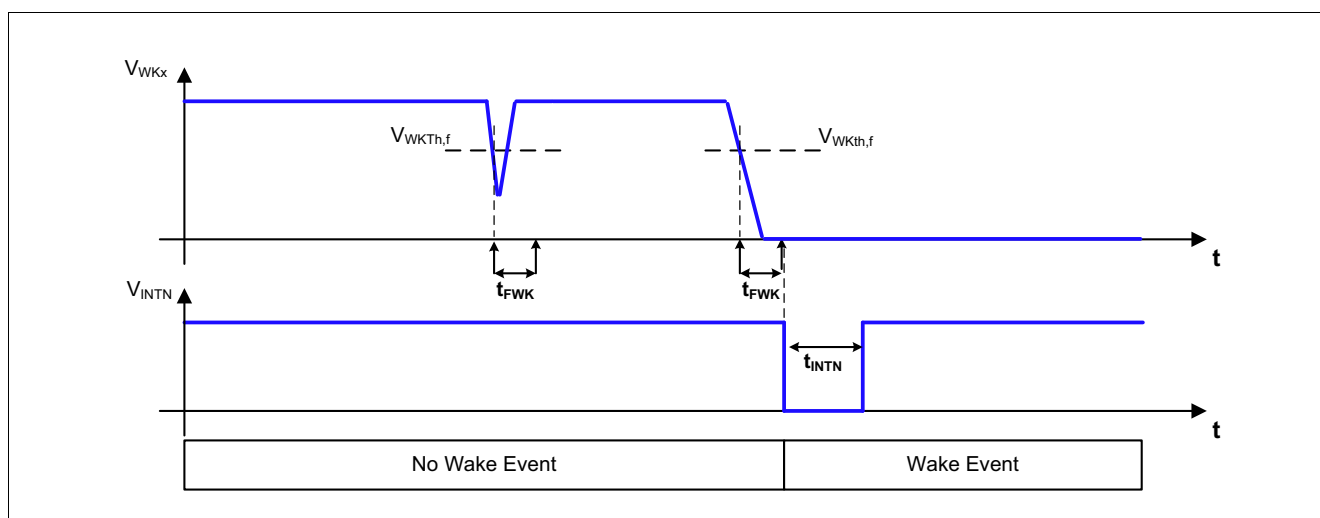 VWKx
VWKTh,f
VWKth,f
t
tFWK
tFWK
VINTN
tINTN
t
No Wake Event
Wake Event